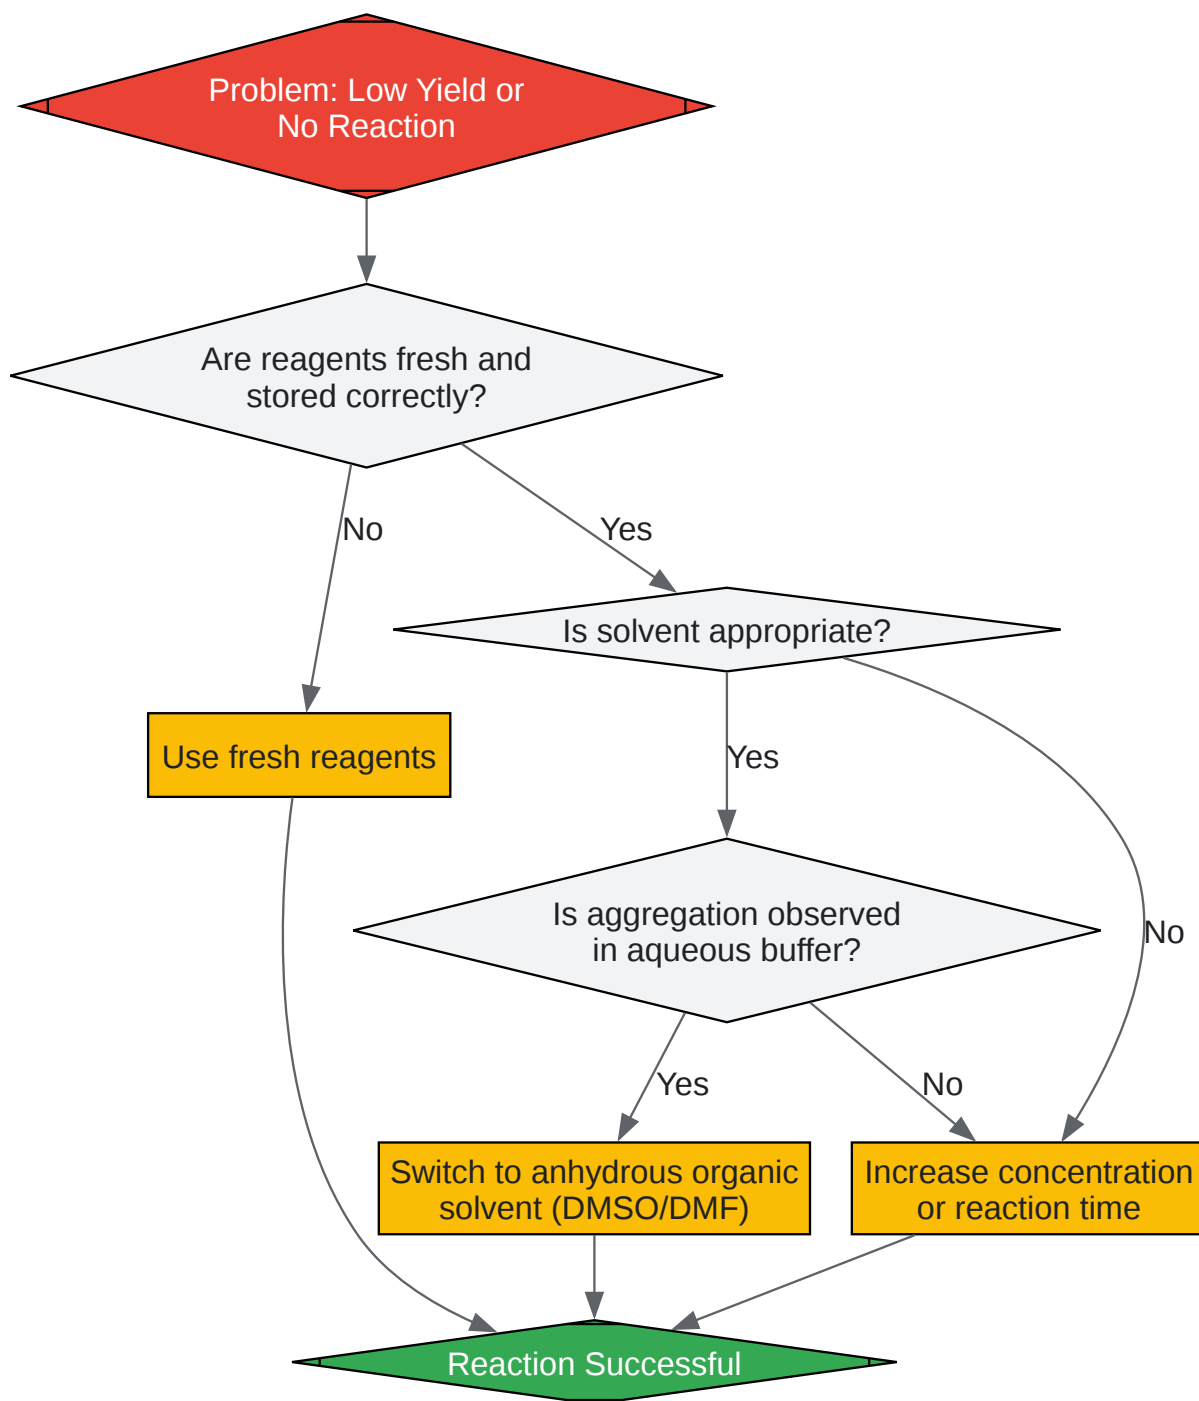 Problem: Low Yield or
No Reaction
Are reagents fresh and
stored correctly?
No
Yes
Is solvent appropriate?
Use fresh reagents
Yes
Is aggregation observed
in aqueous buffer?
No
Yes
No
Switch to anhydrous organic
solvent (DMSO/DMF)
Increase concentration
or reaction time
Reaction Successful